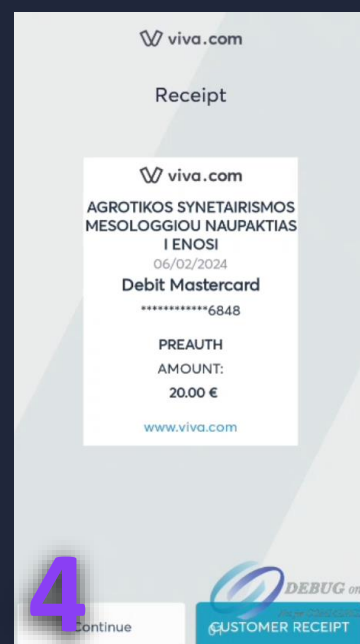 viva.com
Receipt
viva.com
AGROTIKOS SYNETAIRISMOS
MESOLOGGIOU NAUPAKTIAS
I ENOSI
06/02/2024
Debit Mastercard
************6848
PREAUTH
AMOUNT:
20.00 €
www.viva.com
4
DEBUG on
Continue
CUSTOMER RECEIPT